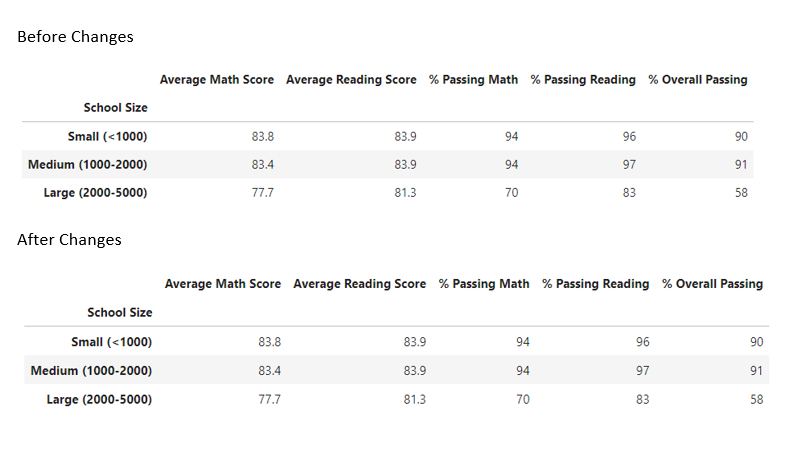 Before Changes
Average Math Score Average Reading Score % Passing Math % Passing Reading % Overall Passing
School Size
Small (<1000) 83.8 83.9 94 96 90
Medium (1000-2000) 83.4 83.9 94 97 91
Large (2000-5000) 77.7 81.3 70 83 58
After Changes
Average Math Score Average Reading Score % Passing Math % Passing Reading % Overall Passing
School Size
Small (<1000) 83.8 83.9 94 96 90
Medium (1000-2000) 83.4 83.9 94 97 91
Large (2000-5000) 77.7 81.3 70 83 58